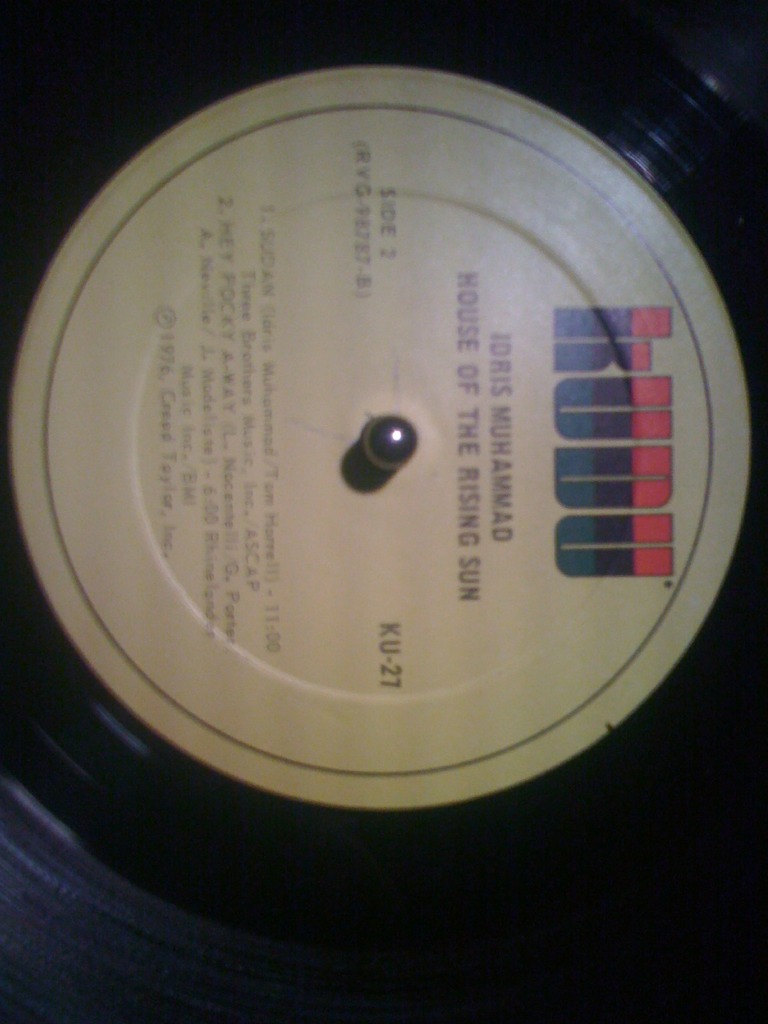 KUDU
IDRIS MUHAMMAD
HOUSE OF THE RISING SUN
SIDE 2
KU-27
(RVG-98787-B)
1. SUDAN (Idris Muhammad/Tom Harrell) - 11:00
Three Brothers Music, Inc./ASCAP
2. HEY POCKY A-WAY (L. Nocentelli/G. Porter
A. Neville/J. Modeliste) - 6:00 Rhinelander
Music Inc./BMI
Ⓟ 1976, Creed Taylor, Inc.